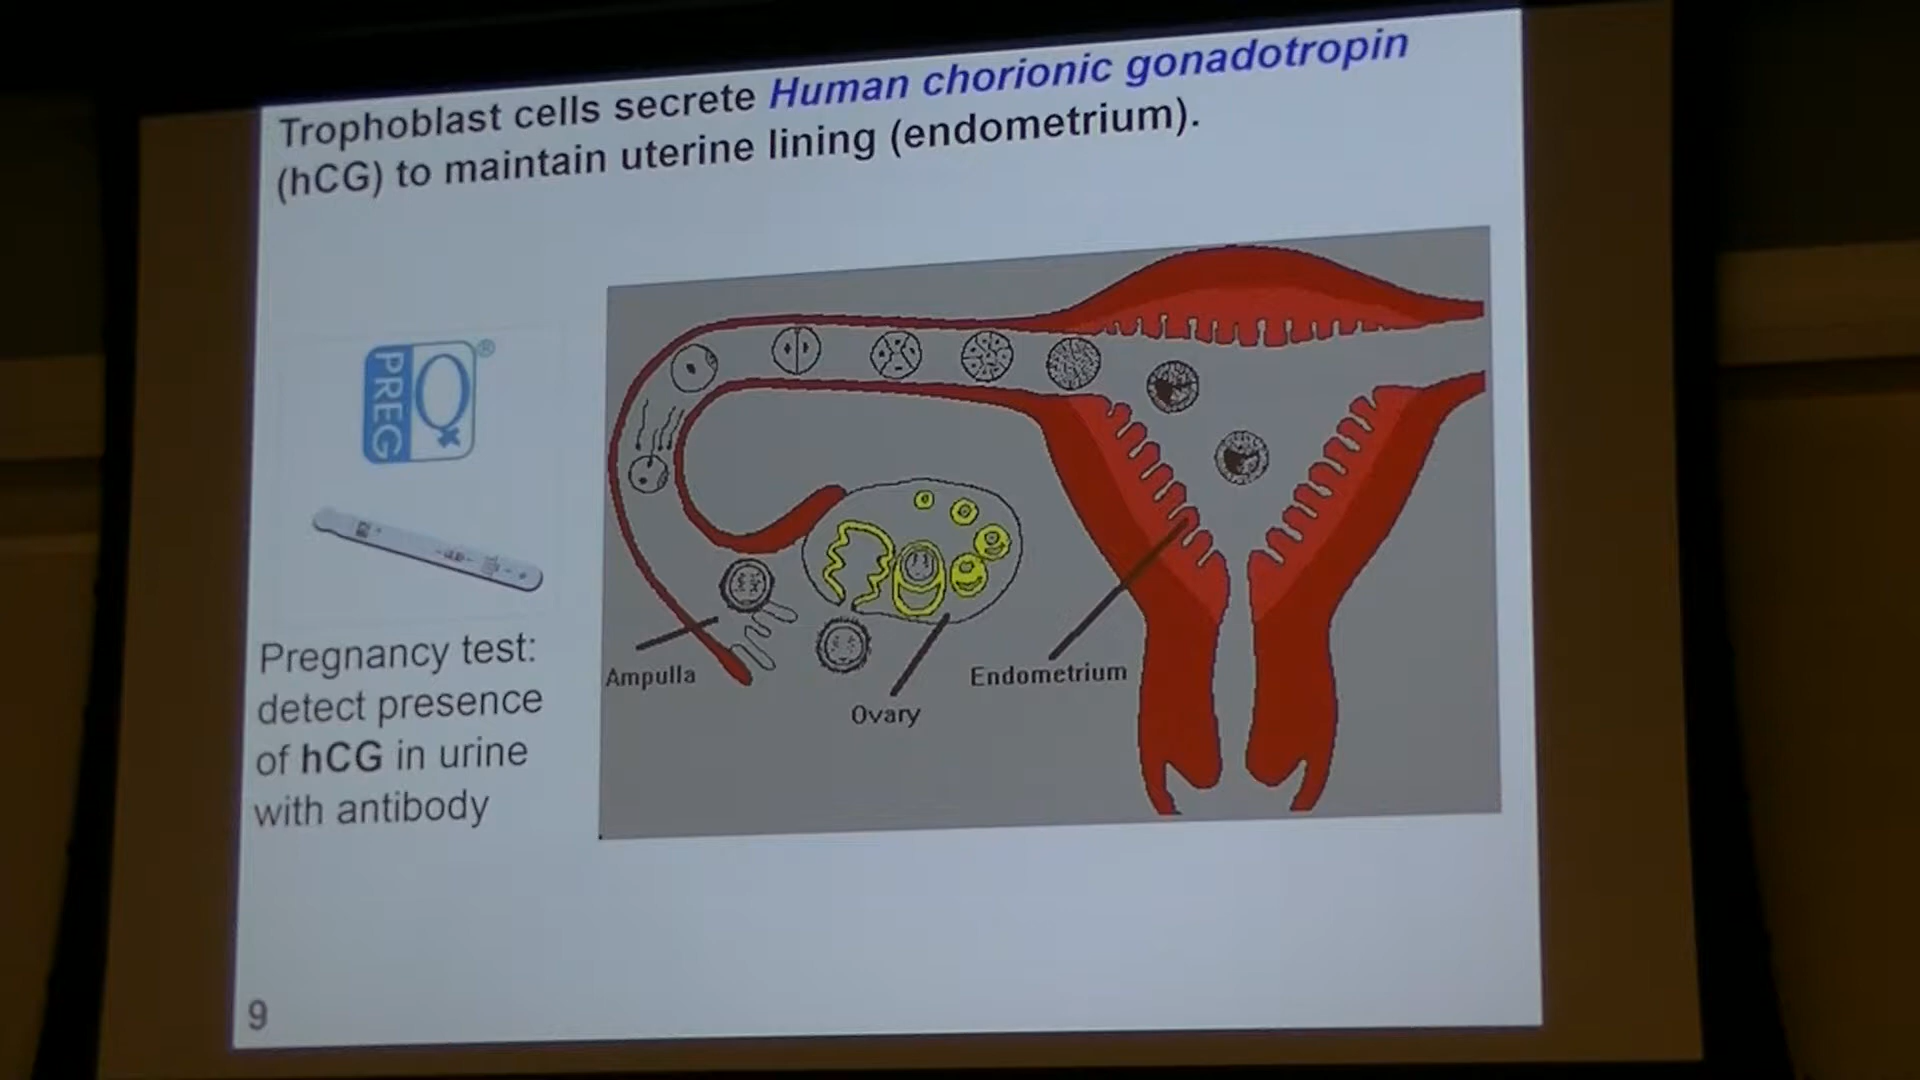 Trophoblast cells secrete Human chorionic gonadotropin
(hCG) to maintain uterine lining (endometrium).
PREG
®
Pregnancy test:
detect presence
of hCG in urine
with antibody
Ampulla
Ovary
Endometrium
9